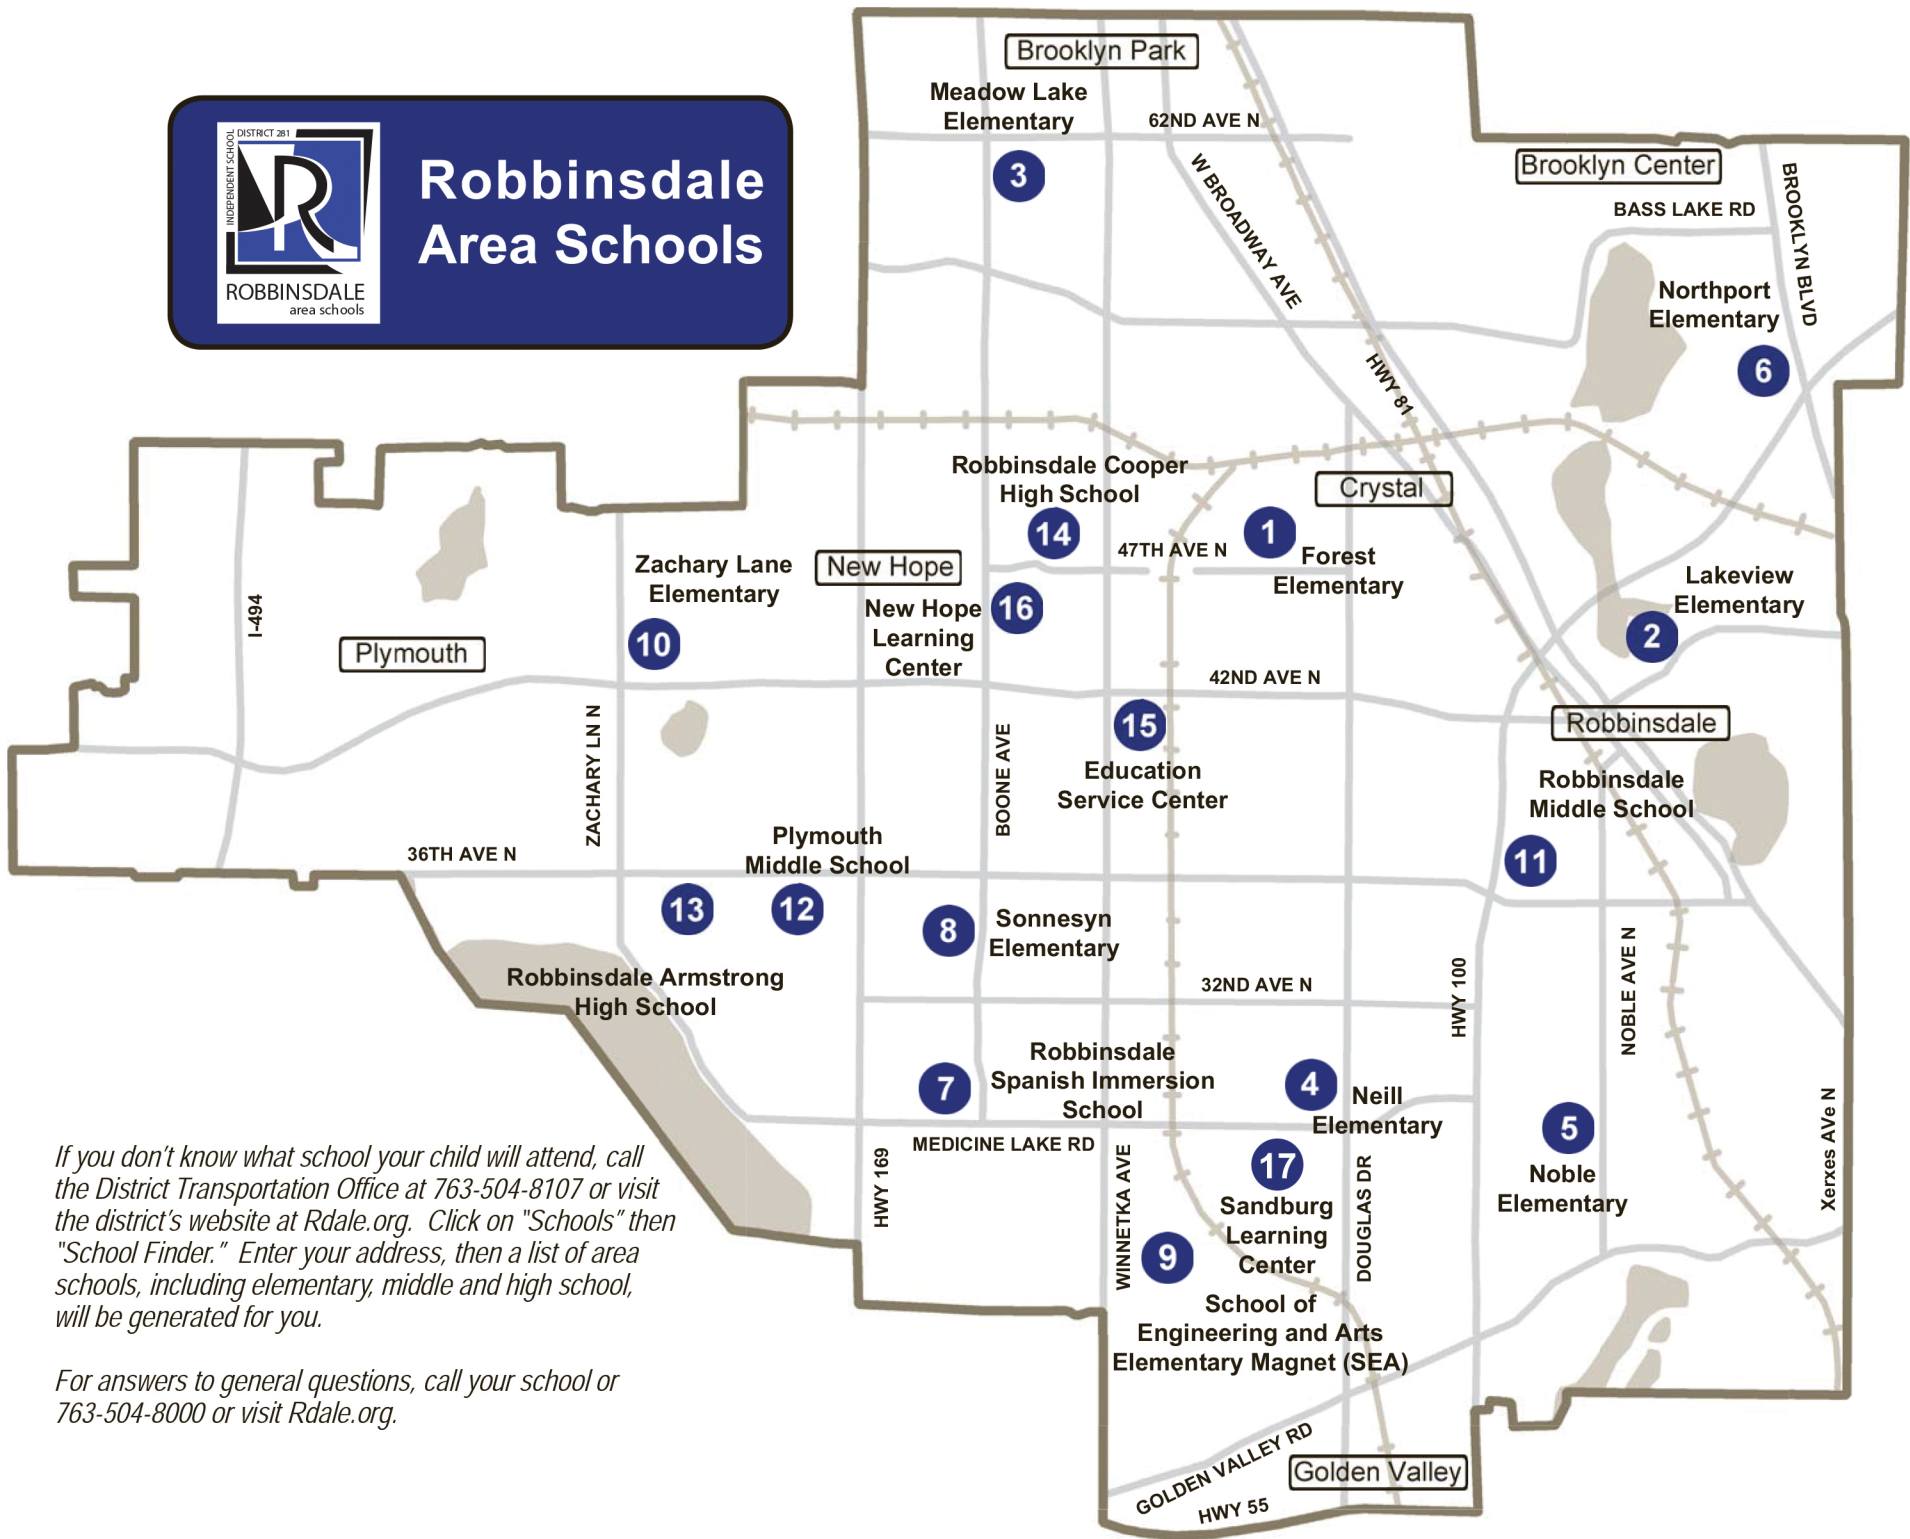 Brooklyn Park
Meadow Lake
Elementary
62ND AVE N
3
INDEPENDENT SCHOOL
DISTRICT 281
R
ROBBINSDALE
area schools
Robbinsdale
Area Schools
W BROADWAY AVE
Brooklyn Center
BASS LAKE RD
BROOKLYN BLVD
Northport
Elementary
6
HWY 81
Robbinsdale Cooper
High School
14
Crystal
1
47TH AVE N
Forest
Elementary
Zachary Lane
Elementary
10
New Hope
New Hope
Learning
Center
16
Lakeview
Elementary
2
I-494
Plymouth
42ND AVE N
ZACHARY LN N
BOONE AVE
15
Education
Service Center
Robbinsdale
Robbinsdale
Middle School
11
36TH AVE N
Plymouth
Middle School
13
12
8
Sonnesyn
Elementary
Robbinsdale Armstrong
High School
32ND AVE N
HWY 100
NOBLE AVE N
7
Robbinsdale
Spanish Immersion
School
4
Neill
Elementary
5
Noble
Elementary
Xerxes AVe N
MEDICINE LAKE RD
HWY 169
WINNETKA AVE
17
Sandburg
Learning
Center
DOUGLAS DR
9
School of
Engineering and Arts
Elementary Magnet (SEA)
GOLDEN VALLEY RD
Golden Valley
HWY 55
If you don't know what school your child will attend, call
the District Transportation Office at 763-504-8107 or visit
the district's website at Rdale.org.  Click on "Schools" then
"School Finder."  Enter your address, then a list of area
schools, including elementary, middle and high school,
will be generated for you.
For answers to general questions, call your school or
763-504-8000 or visit Rdale.org.